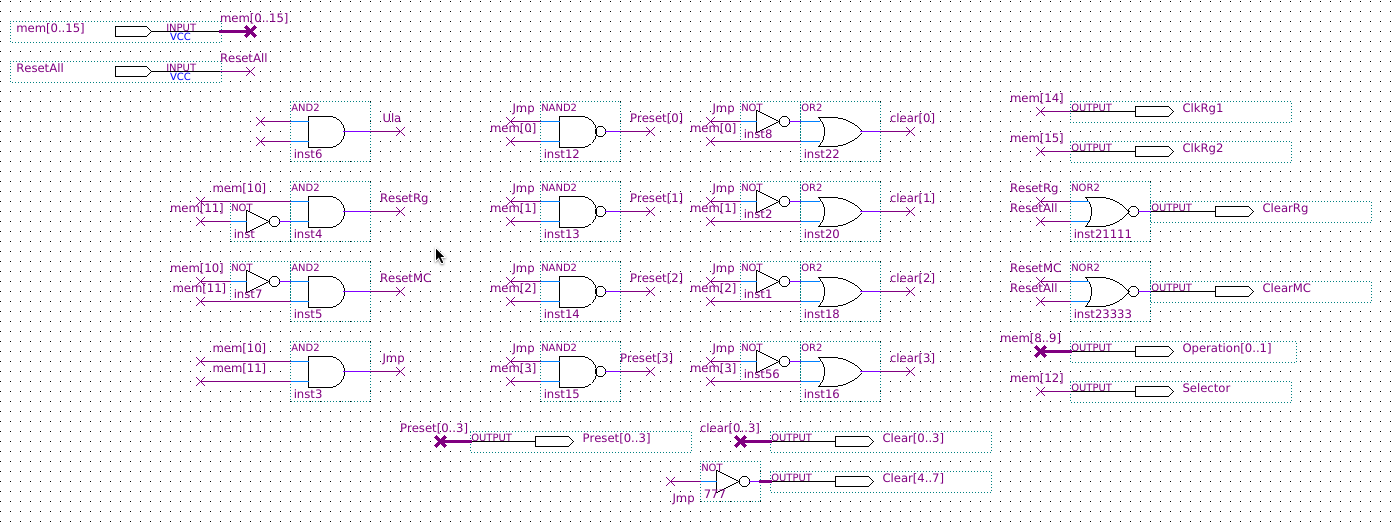 mem[0..15] INPUT VCC mem[0..15]
ResetAll INPUT VCC ResetAll
AND2 Ula inst6
Jmp mem[0] NAND2 Preset[0] inst12
Jmp mem[0] NOT inst8 OR2 clear[0] inst22
mem[14] OUTPUT ClkRg1
mem[15] OUTPUT ClkRg2
mem[10] mem[11] NOT inst AND2 ResetRg inst4
Jmp mem[1] NAND2 Preset[1] inst13
Jmp mem[1] NOT inst2 OR2 clear[1] inst20
ResetRg ResetAll NOR2 inst21111 OUTPUT ClearRg
mem[10] mem[11] NOT inst7 AND2 ResetMC inst5
Jmp mem[2] NAND2 Preset[2] inst14
Jmp mem[2] NOT inst1 OR2 clear[2] inst18
ResetMC ResetAll NOR2 inst23333 OUTPUT ClearMC
mem[10] mem[11] AND2 Jmp inst3
Jmp mem[3] NAND2 Preset[3] inst15
Jmp mem[3] NOT inst56 OR2 clear[3] inst16
mem[8..9] OUTPUT Operation[0..1]
mem[12] OUTPUT Selector
Preset[0..3] OUTPUT Preset[0..3]
clear[0..3] OUTPUT Clear[0..3]
Jmp NOT 777 OUTPUT Clear[4..7]